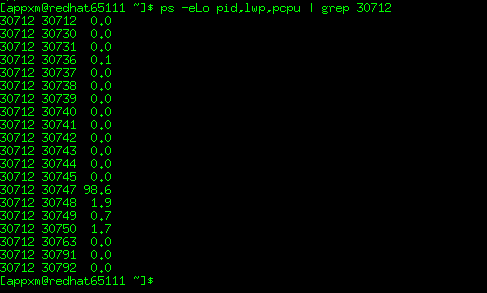 [appxm@redhat65111 ~]$ ps -eLo pid,lwp,pcpu | grep 30712
30712 30712  0.0
30712 30730  0.0
30712 30731  0.0
30712 30736  0.1
30712 30737  0.0
30712 30738  0.0
30712 30739  0.0
30712 30740  0.0
30712 30741  0.0
30712 30742  0.0
30712 30743  0.0
30712 30744  0.0
30712 30745  0.0
30712 30747 98.6
30712 30748  1.9
30712 30749  0.7
30712 30750  1.7
30712 30763  0.0
30712 30791  0.0
30712 30792  0.0
[appxm@redhat65111 ~]$